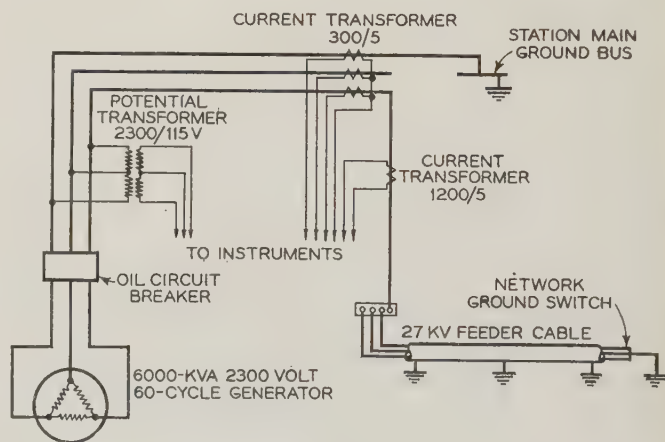 CURRENT TRANSFORMER
300/5
STATION MAIN
GROUND BUS
POTENTIAL
TRANSFORMER
2300/115 V
CURRENT
TRANSFORMER
1200/5
TO INSTRUMENTS
OIL CIRCUIT
BREAKER
NETWORK
GROUND SWITCH
27 KV FEEDER CABLE
6000-KVA 2300 VOLT
60-CYCLE GENERATOR